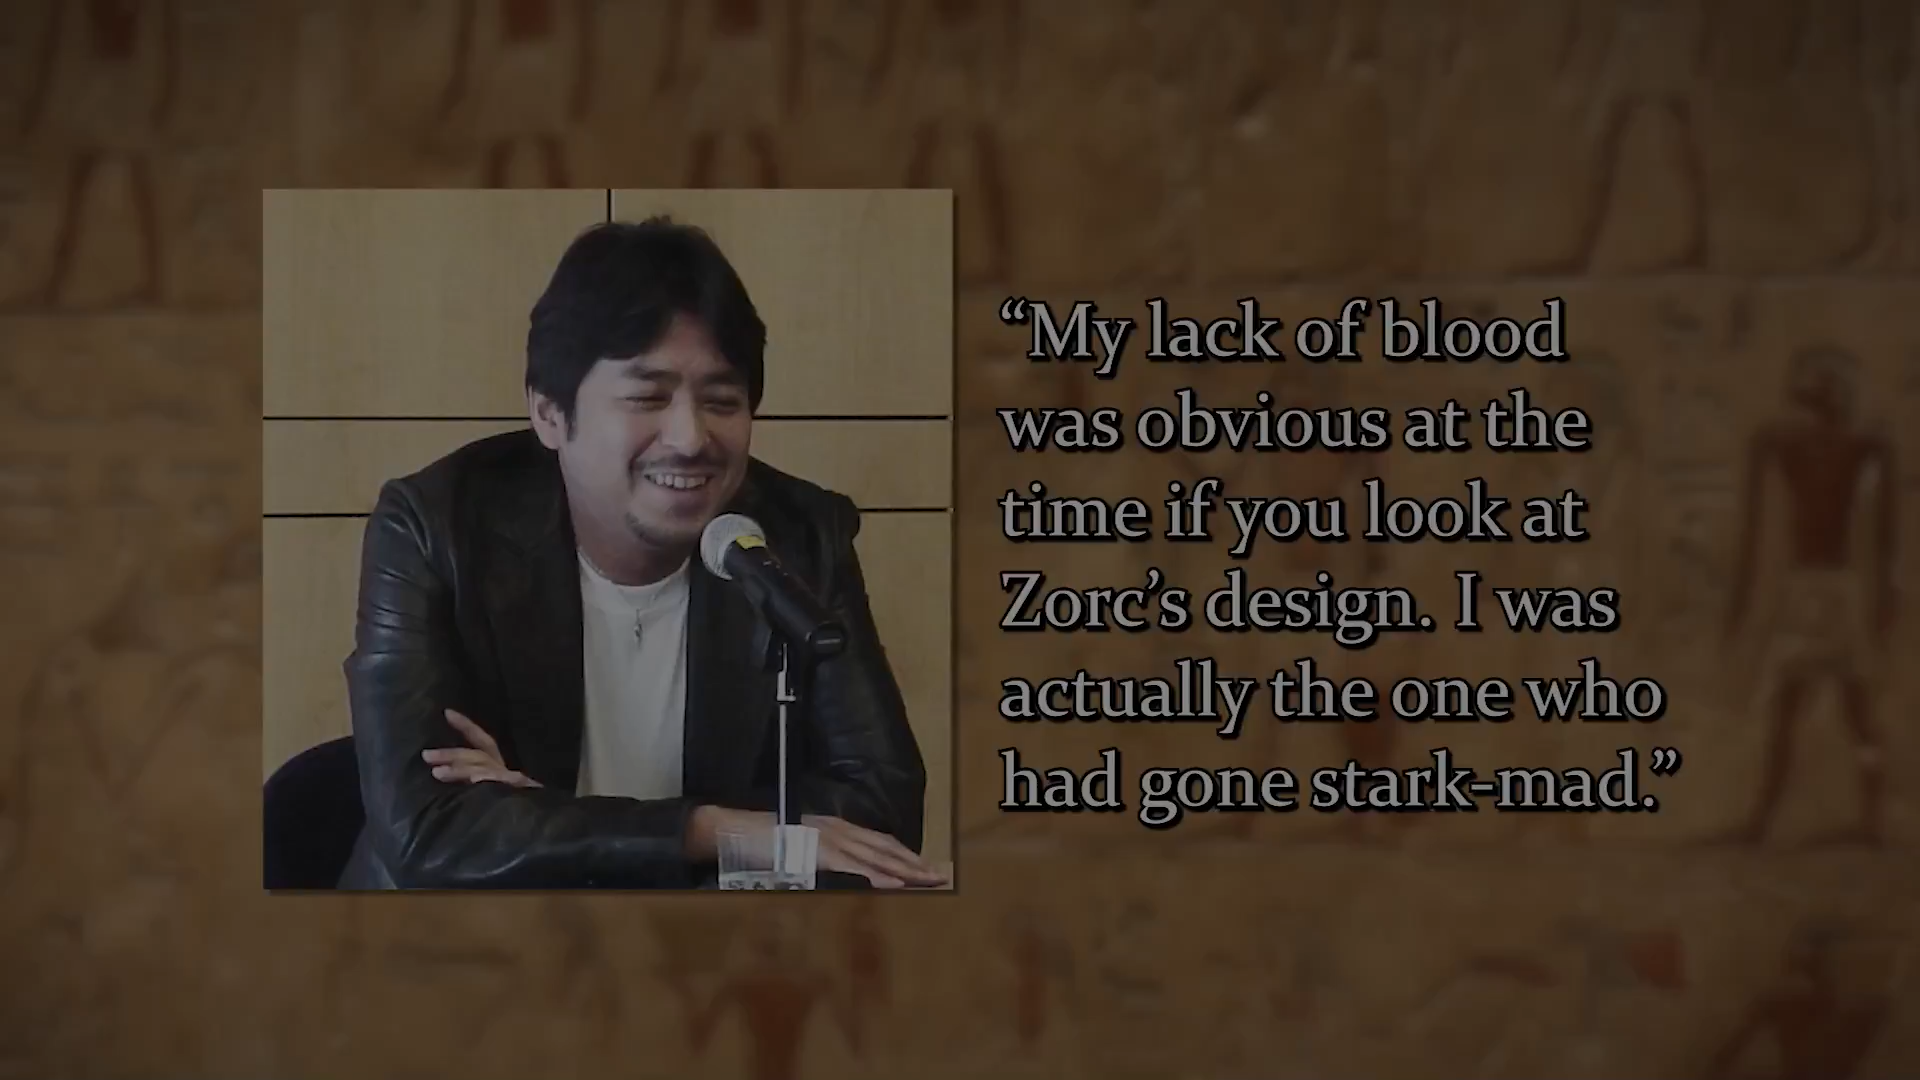 “My lack of blood
was obvious at the
time if you look at
Zorc’s design. I was
actually the one who
had gone stark-mad.”